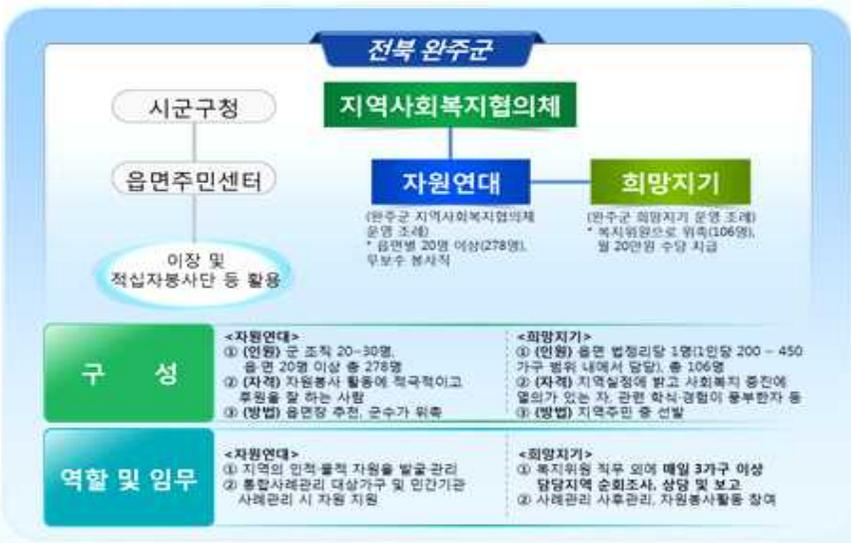 전북 완주군
시군구청
지역사회복지협의체
읍면주민센터
자원연대
희망지기
(완주군 지역사회복지협의체
운영 조례)
* 읍면별 20명 이상(278명),
무보수 봉사직
(완주군 희망지기 운영 조례)
* 복지위원으로 위촉(106명),
월 20만원 수당 지급
이장 및
적십자봉사단 등 활용
구 성
<자원연대>
① (인원) 군 조직 20~30명,
읍·면 20명 이상 총 278명
② (자격) 자원봉사 활동에 적극적이고
후원을 잘 하는 사람
③ (방법) 읍면장 추천, 군수가 위촉
<희망지기>
① (인원) 읍면 법정리당 1명(1인당 200 ~ 450
가구 범위 내에서 담당), 총 106명
② (자격) 지역실정에 밝고 사회복지 증진에
열의가 있는 자, 관련 학식·경험이 풍부한자 등
③ (방법) 지역주민 중 선발
역할 및 임무
<자원연대>
① 지역의 인적·물적 자원을 발굴·관리
② 통합사례관리 대상가구 및 민간기관
사례관리 시 자원 지원
<희망지기>
① 복지위원 직무 외에 매일 3가구 이상
담당지역 순회조사, 상담 및 보고
② 사례관리 사후관리, 자원봉사활동 참여